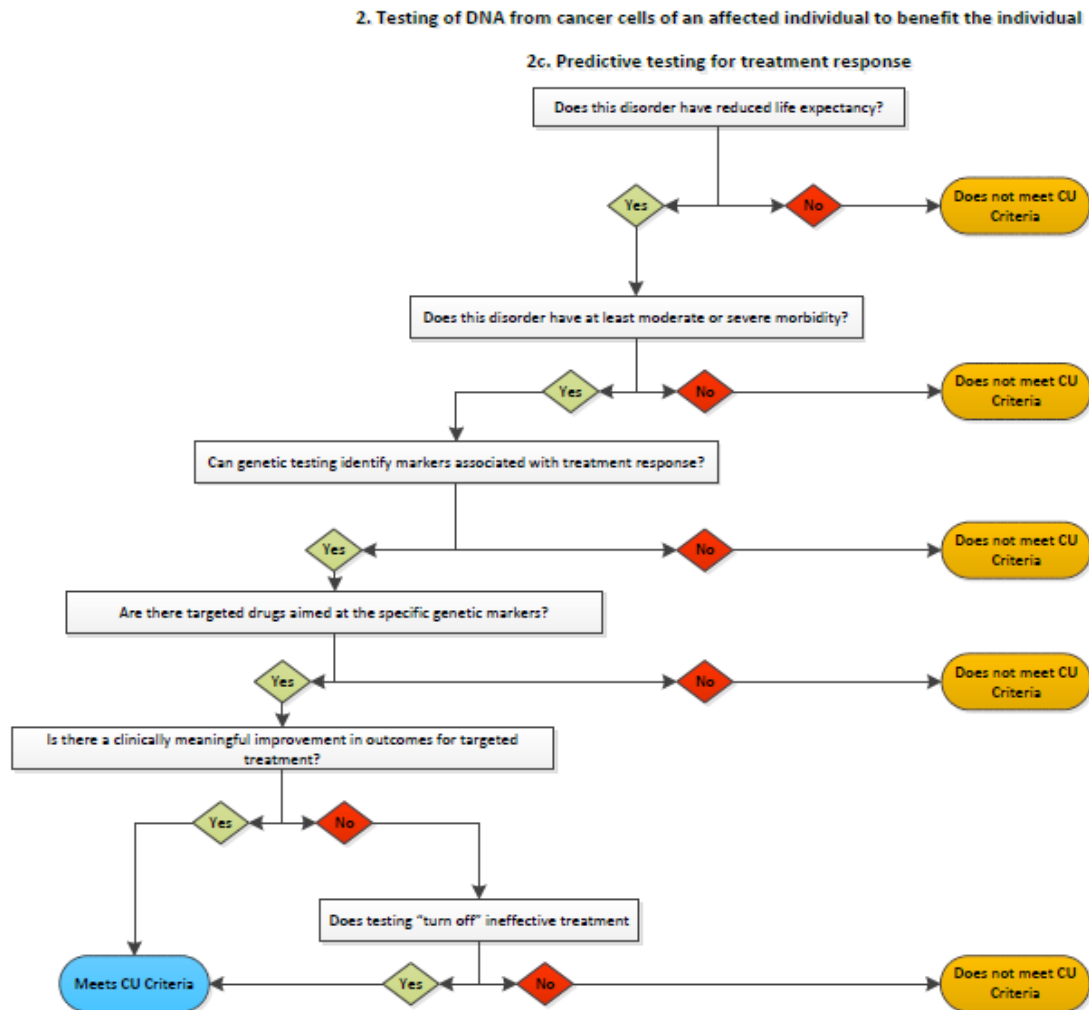 2. Testing of DNA from cancer cells of an affected individual to benefit the individual
2c. Predictive testing for treatment response
Does this disorder have reduced life expectancy?
Yes
No
Does not meet CU
Criteria
Does this disorder have at least moderate or severe morbidity?
Yes
No
Does not meet CU
Criteria
Can genetic testing identify markers associated with treatment response?
Yes
No
Does not meet CU
Criteria
Are there targeted drugs aimed at the specific genetic markers?
Yes
No
Does not meet CU
Criteria
Is there a clinically meaningful improvement in outcomes for targeted
treatment?
Yes
No
Does testing “turn off” ineffective treatment
Meets CU Criteria
Yes
No
Does not meet CU
Criteria